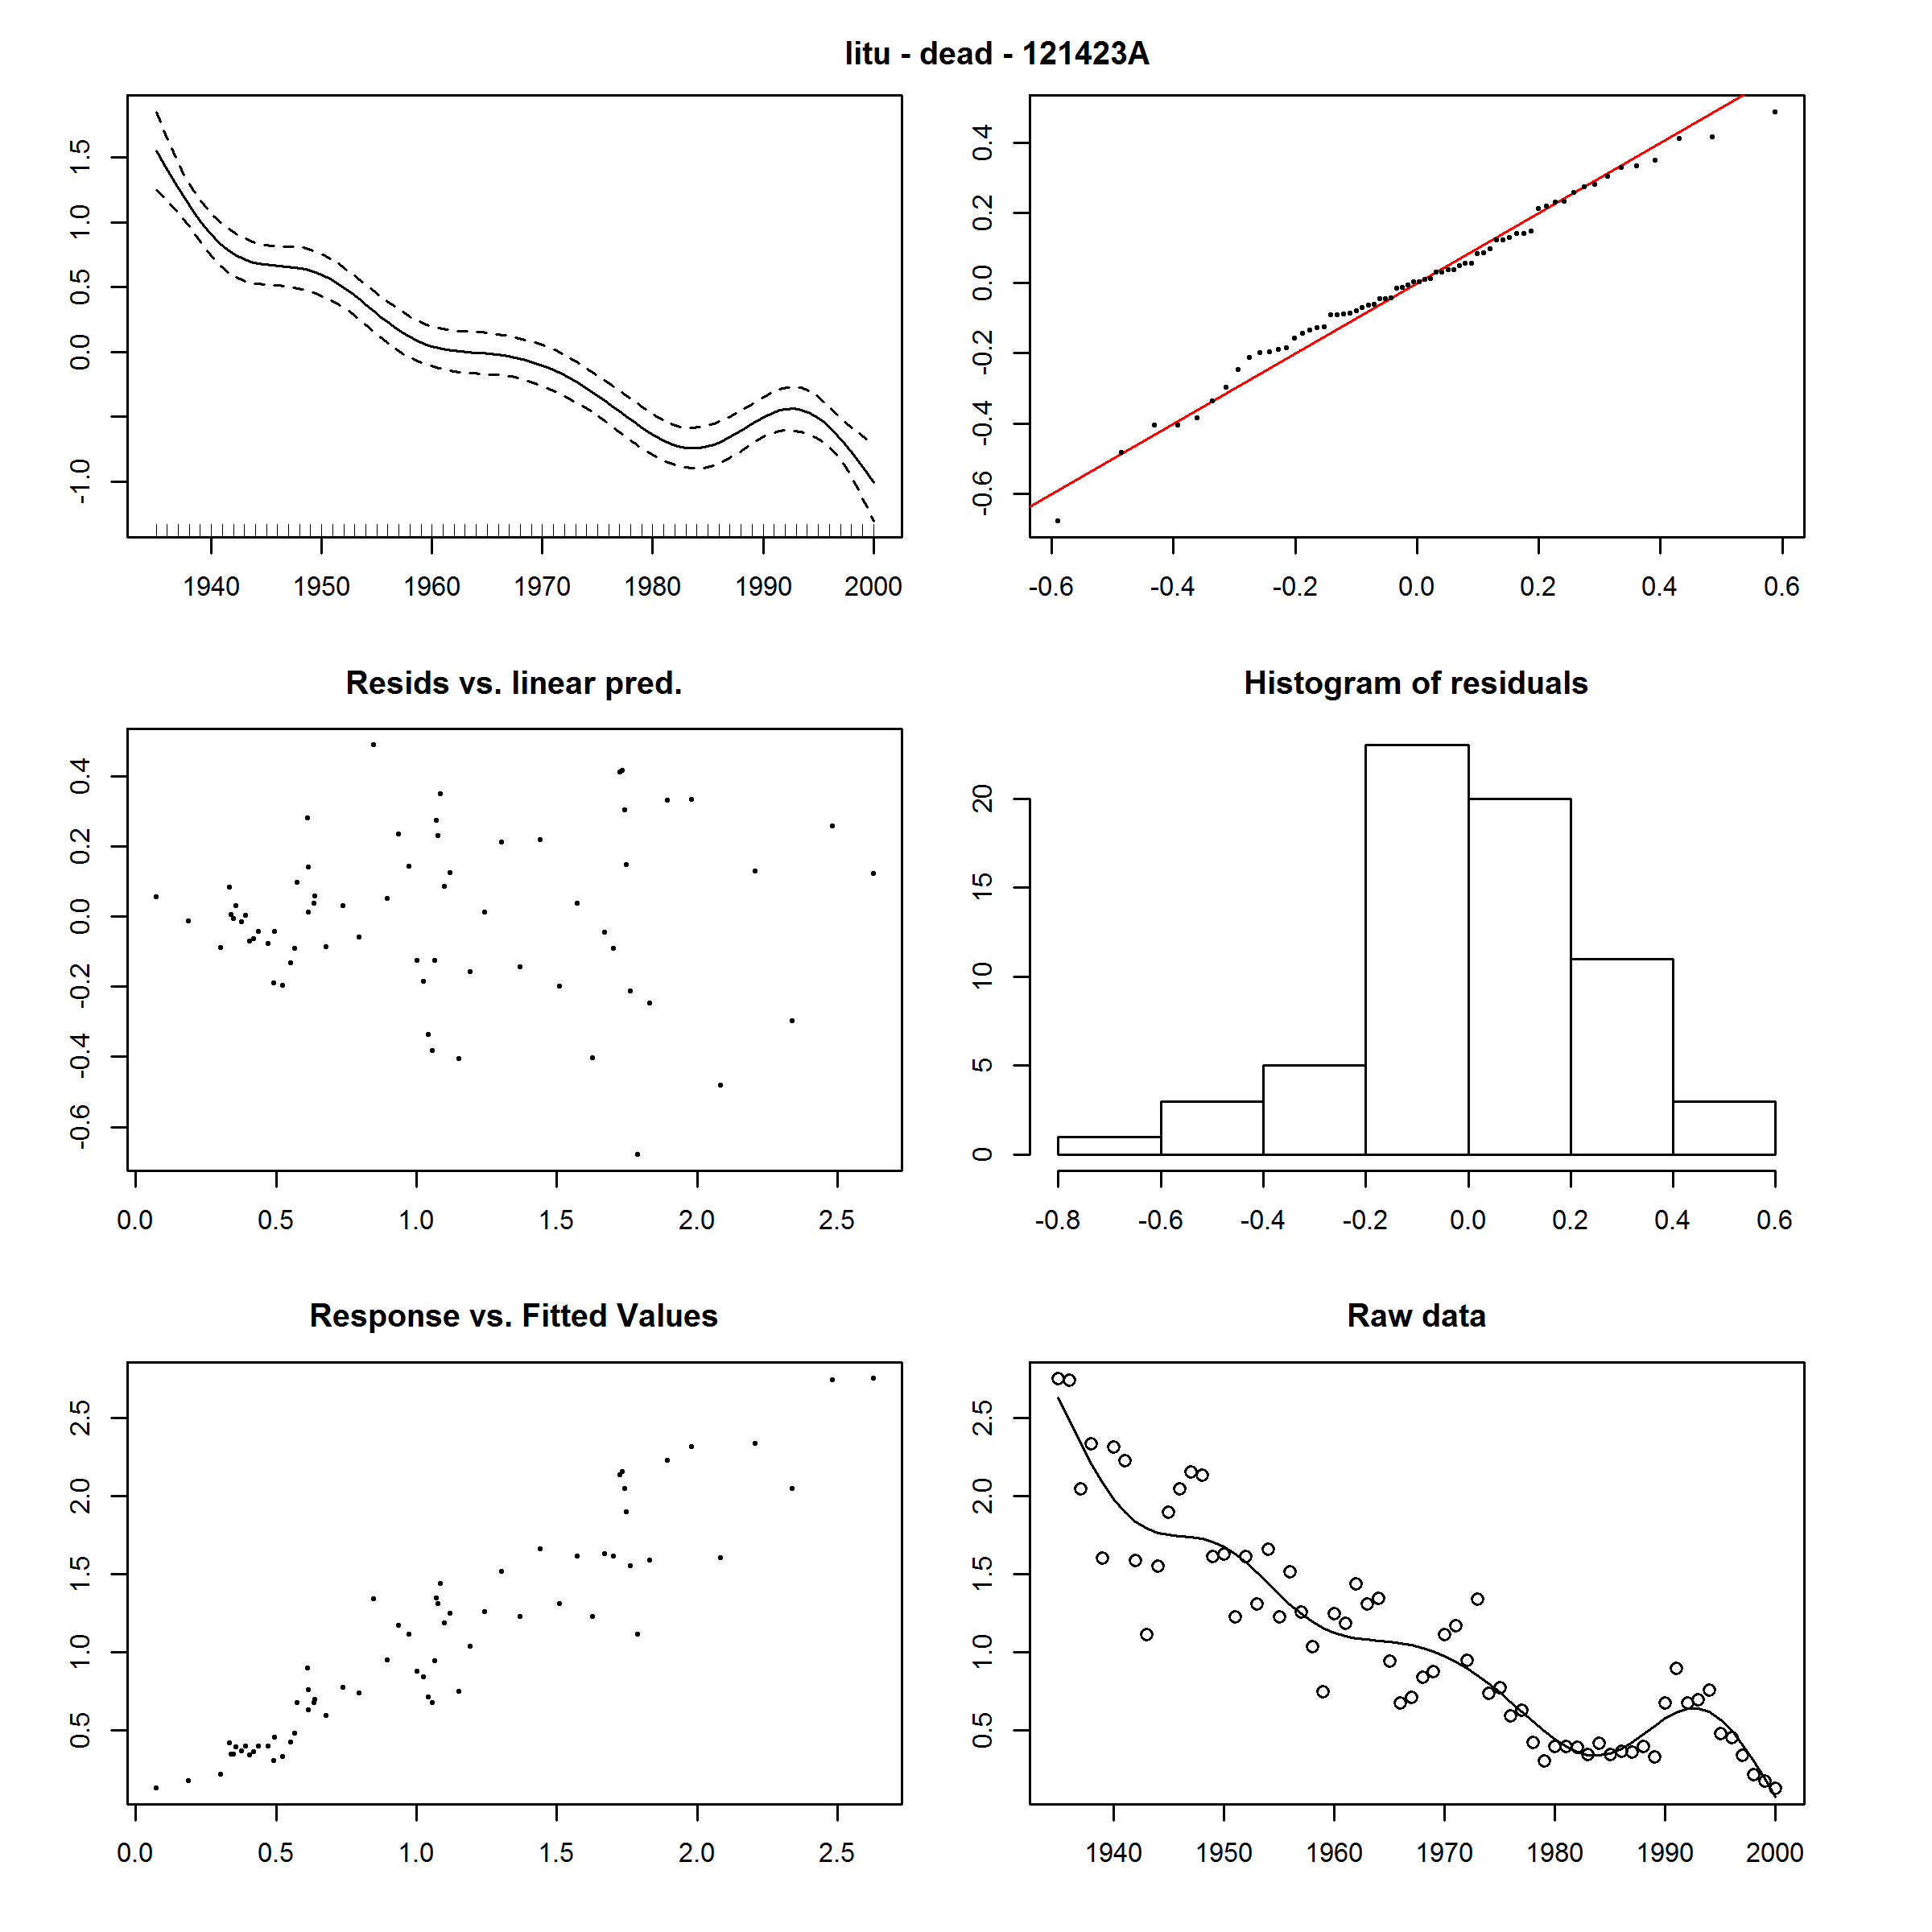 litu - dead - 121423A
-1.0 0.0 0.5 1.0 1.5
1940 1950 1960 1970 1980 1990 2000
-0.6 -0.4 -0.2 0.0 0.2 0.4
-0.6 -0.4 -0.2 0.0 0.2 0.4 0.6
Resids vs. linear pred.
-0.6 -0.4 -0.2 0.0 0.2 0.4
0.0 0.5 1.0 1.5 2.0 2.5
Histogram of residuals
0 5 10 15 20
-0.8 -0.6 -0.4 -0.2 0.0 0.2 0.4 0.6
Response vs. Fitted Values
0.5 1.0 1.5 2.0 2.5
0.0 0.5 1.0 1.5 2.0 2.5
Raw data
0.5 1.0 1.5 2.0 2.5
1940 1950 1960 1970 1980 1990 2000